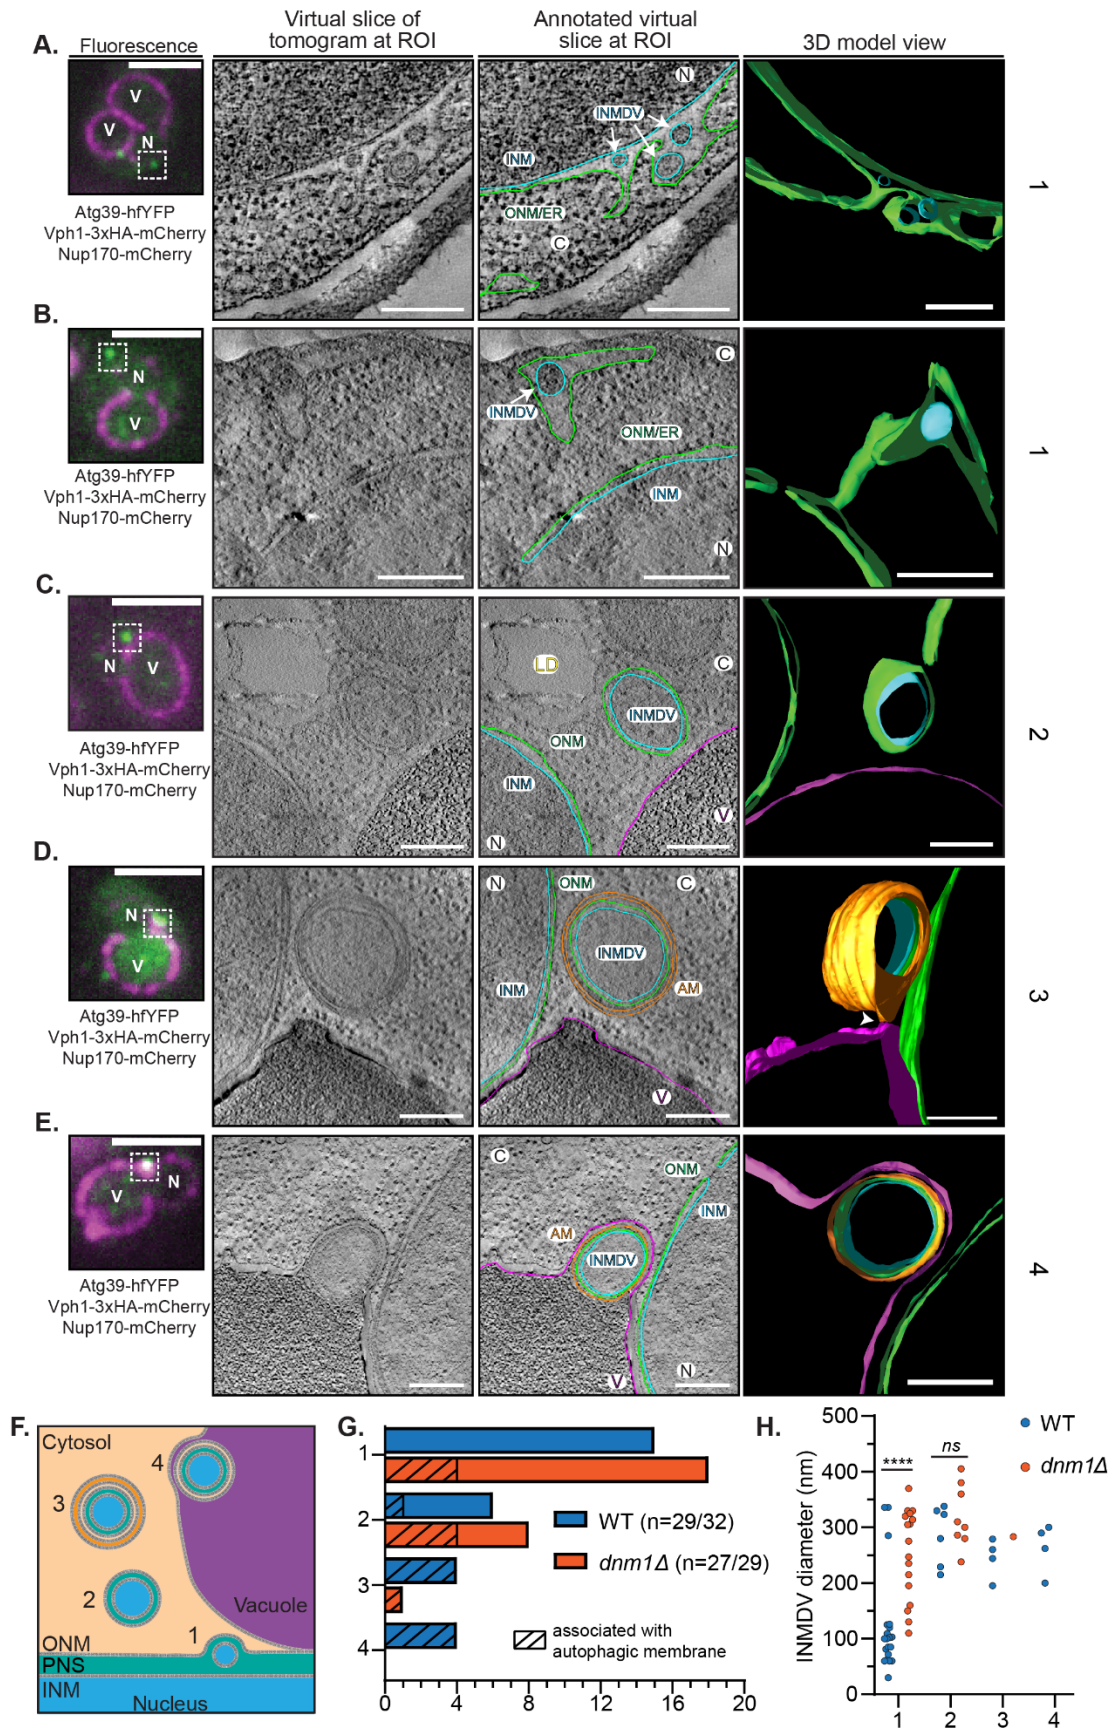 A.
Fluorescence
Virtual slice of
tomogram at ROI
Annotated virtual
slice at ROI
3D model view
V
V
N
Atg39-hfYFP
Vph1-3xHA-mCherry
Nup170-mCherry
N
INMDV
INM
ONM/ER
C
1
B.
N
V
Atg39-hfYFP
Vph1-3xHA-mCherry
Nup170-mCherry
C
INMDV
ONM/ER
INM
N
1
C.
N
V
Atg39-hfYFP
Vph1-3xHA-mCherry
Nup170-mCherry
LD
C
INMDV
ONM
INM
N
V
2
D.
N
V
Atg39-hfYFP
Vph1-3xHA-mCherry
Nup170-mCherry
N
ONM
C
INMDV
INM
AM
V
3
E.
V
N
Atg39-hfYFP
Vph1-3xHA-mCherry
Nup170-mCherry
C
ONM
INM
AM
INMDV
N
V
4
F.
Cytosol
4
3
2
1
Vacuole
ONM
PNS
INM
Nucleus
G.
1
2
3
4
WT (n=29/32)
dnm1Δ (n=27/29)
associated with
autophagic membrane
0 4 8 12 16 20
H.
WT
dnm1Δ
**** ns
INMDV diameter (nm)
500
400
300
200
100
0
1 2 3 4